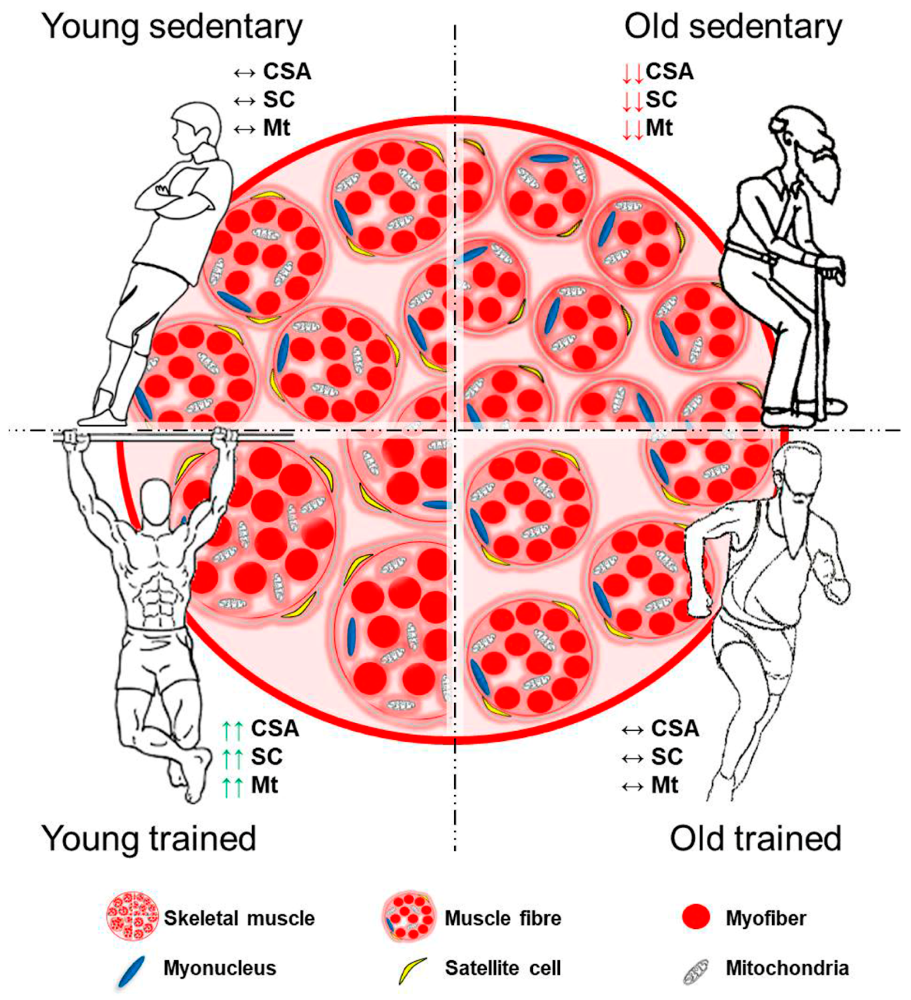 Young sedentary
Old sedentary
↔ CSA
↔ SC
↔ Mt
↓↓CSA
↓↓SC
↓↓Mt
↑↑ CSA
↑↑ SC
↑↑ Mt
↔ CSA
↔ SC
↔ Mt
Young trained
Old trained
Skeletal muscle
Muscle fibre
Myofiber
Myonucleus
Satellite cell
Mitochondria